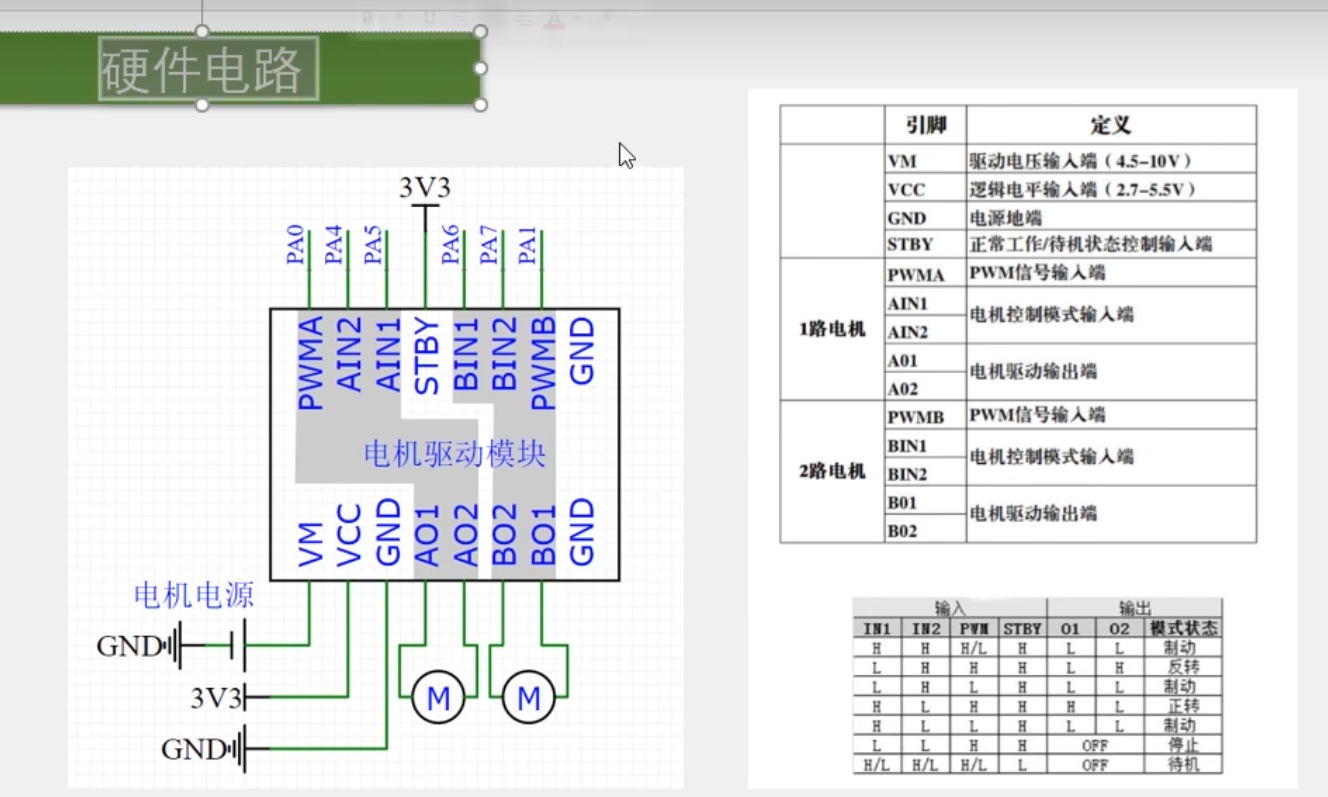 硬件电路
3V3
PA0
PA4
PA5
PA6
PA7
PA1
PWMA
AIN2
AIN1
STBY
BIN1
BIN2
PWMB
GND
电机驱动模块
VM
VCC
GND
AO1
AO2
BO2
BO1
GND
电机电源
GND
3V3
GND
M
M
引脚 定义
VM 驱动电压输入端（4.5-10V）
VCC 逻辑电平输入端（2.7-5.5V）
GND 电源地端
STBY 正常工作/待机状态控制输入端
1路电机
PWMA PWM信号输入端
AIN1
AIN2
电机控制模式输入端
A01
A02
电机驱动输出端
2路电机
PWMB PWM信号输入端
BIN1
BIN2
电机控制模式输入端
B01
B02
电机驱动输出端
输入 输出
IN1 IN2 PWM STBY O1 O2 模式状态
H H H/L H L L 制动
L H H H L H 反转
L H L H L L 制动
H L H H H L 正转
H L L H L L 制动
L L H H OFF 停止
H/L H/L H/L L OFF 待机